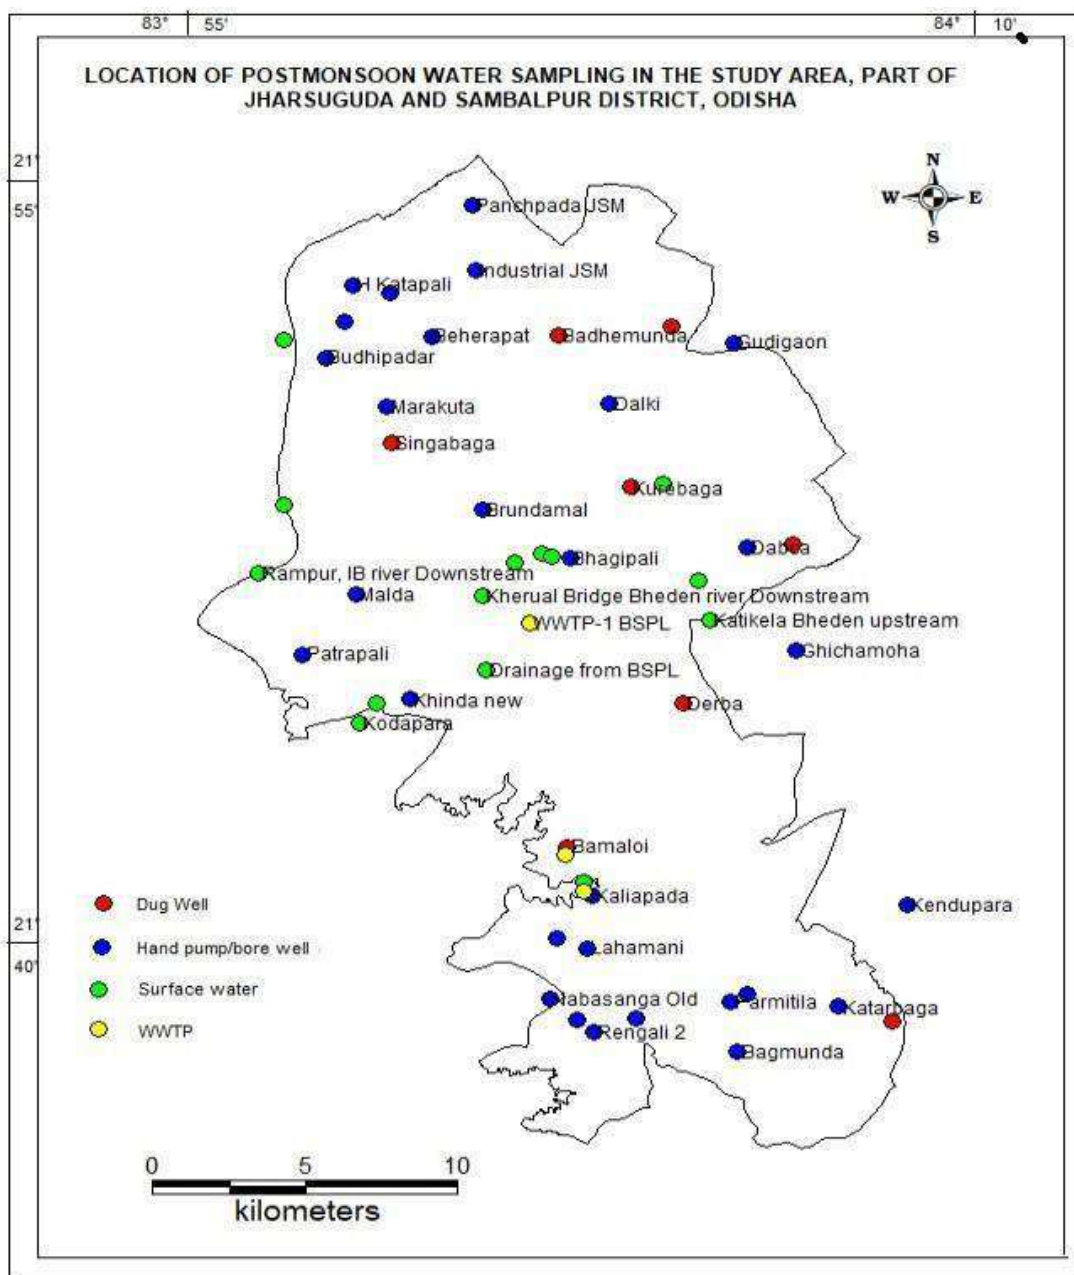 83° 55' 84° 10'
LOCATION OF POSTMONSOON WATER SAMPLING IN THE STUDY AREA, PART OF
JHARSUGUDA AND SAMBALPUR DISTRICT, ODISHA
21'
55'
N
W E
S
Panchpada JSM
Industrial JSM
H Katapali
Beherapat
Badhemunda
Gudigaon
Budhipadar
Marakuta
Dalki
Singabaga
Kurebaga
Brundamal
Bhagipali
Rampur, IB river Downstream
Malda
Kherual Bridge Bheden river Downstream
WWTP-1 BSPL
Katikela Bheden upstream
Ghichamoha
Patrapali
Drainage from BSPL
Khinda new
Derba
Kodapara
Bamaloi
Kaliapada
Kendupara
Dug Well
21'
40'
Hand pump/bore well
Lahamani
Surface water
Nabasanga Old
Parmitila
Katarbaga
WWTP
Rengali 2
Bagmunda
0 5 10
kilometers